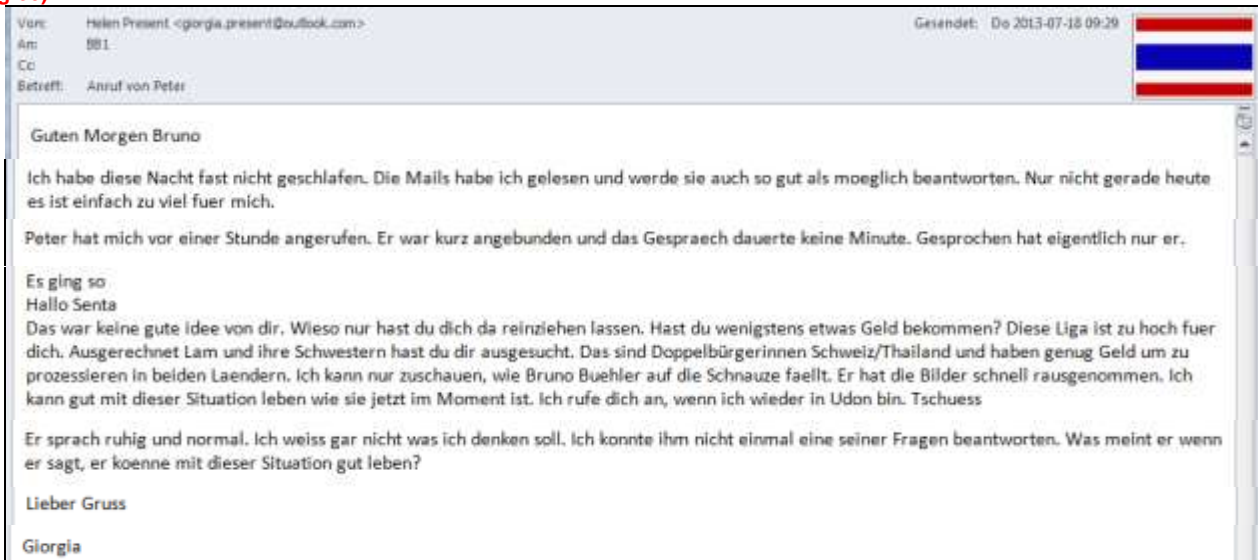 Von: Helen Present <giorgia.present@outlook.com> Gesendet: Do 2013-07-18 09:29
An: BB1
Cc:
Betreff: Anruf von Peter
Guten Morgen Bruno
Ich habe diese Nacht fast nicht geschlafen. Die Mails habe ich gelesen und werde sie auch so gut als moeglich beantworten. Nur nicht gerade heute
es ist einfach zu viel fuer mich.
Peter hat mich vor einer Stunde angerufen. Er war kurz angebunden und das Gespraech dauerte keine Minute. Gesprochen hat eigentlich nur er.
Es ging so
Hallo Senta
Das war keine gute idee von dir. Wieso nur hast du dich da reinziehen lassen. Hast du wenigstens etwas Geld bekommen? Diese Liga ist zu hoch fuer
dich. Ausgerechnet Lam und ihre Schwestern hast du dir ausgesucht. Das sind Doppelbürgerinnen Schweiz/Thailand und haben genug Geld um zu
prozessieren in beiden Laendern. Ich kann nur zuschauen, wie Bruno Buehler auf die Schnauze faellt. Er hat die Bilder schnell rausgenommen. Ich
kann gut mit dieser Situation leben wie sie jetzt im Moment ist. Ich rufe dich an, wenn ich wieder in Udon bin. Tschuess
Er sprach ruhig und normal. Ich weiss gar nicht was ich denken soll. Ich konnte ihm nicht einmal eine seiner Fragen beantworten. Was meint er wenn
er sagt, er koenne mit dieser Situation gut leben?
Lieber Gruss
Giorgia